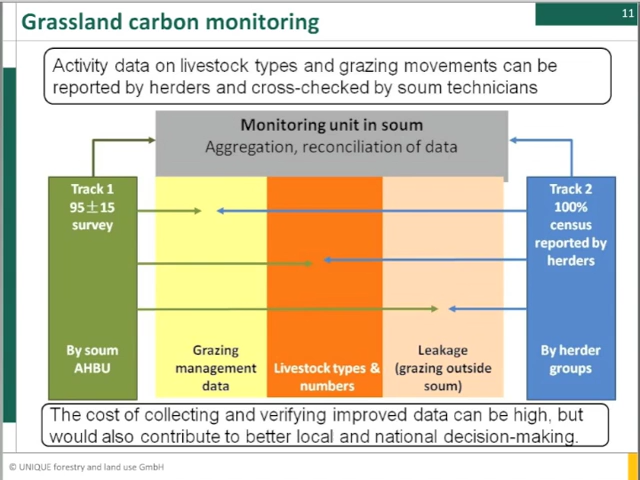 Grassland carbon monitoring
11
Activity data on livestock types and grazing movements can be
reported by herders and cross-checked by soum technicians
Monitoring unit in soum
Aggregation, reconciliation of data
Track 1
95±15
survey
By soum
AHBU
Grazing
management
data
Livestock types &
numbers
Leakage
(grazing outside
soum)
Track 2
100%
census
reported by
herders
By herder
groups
The cost of collecting and verifying improved data can be high, but
would also contribute to better local and national decision-making.
© UNIQUE forestry and land use GmbH